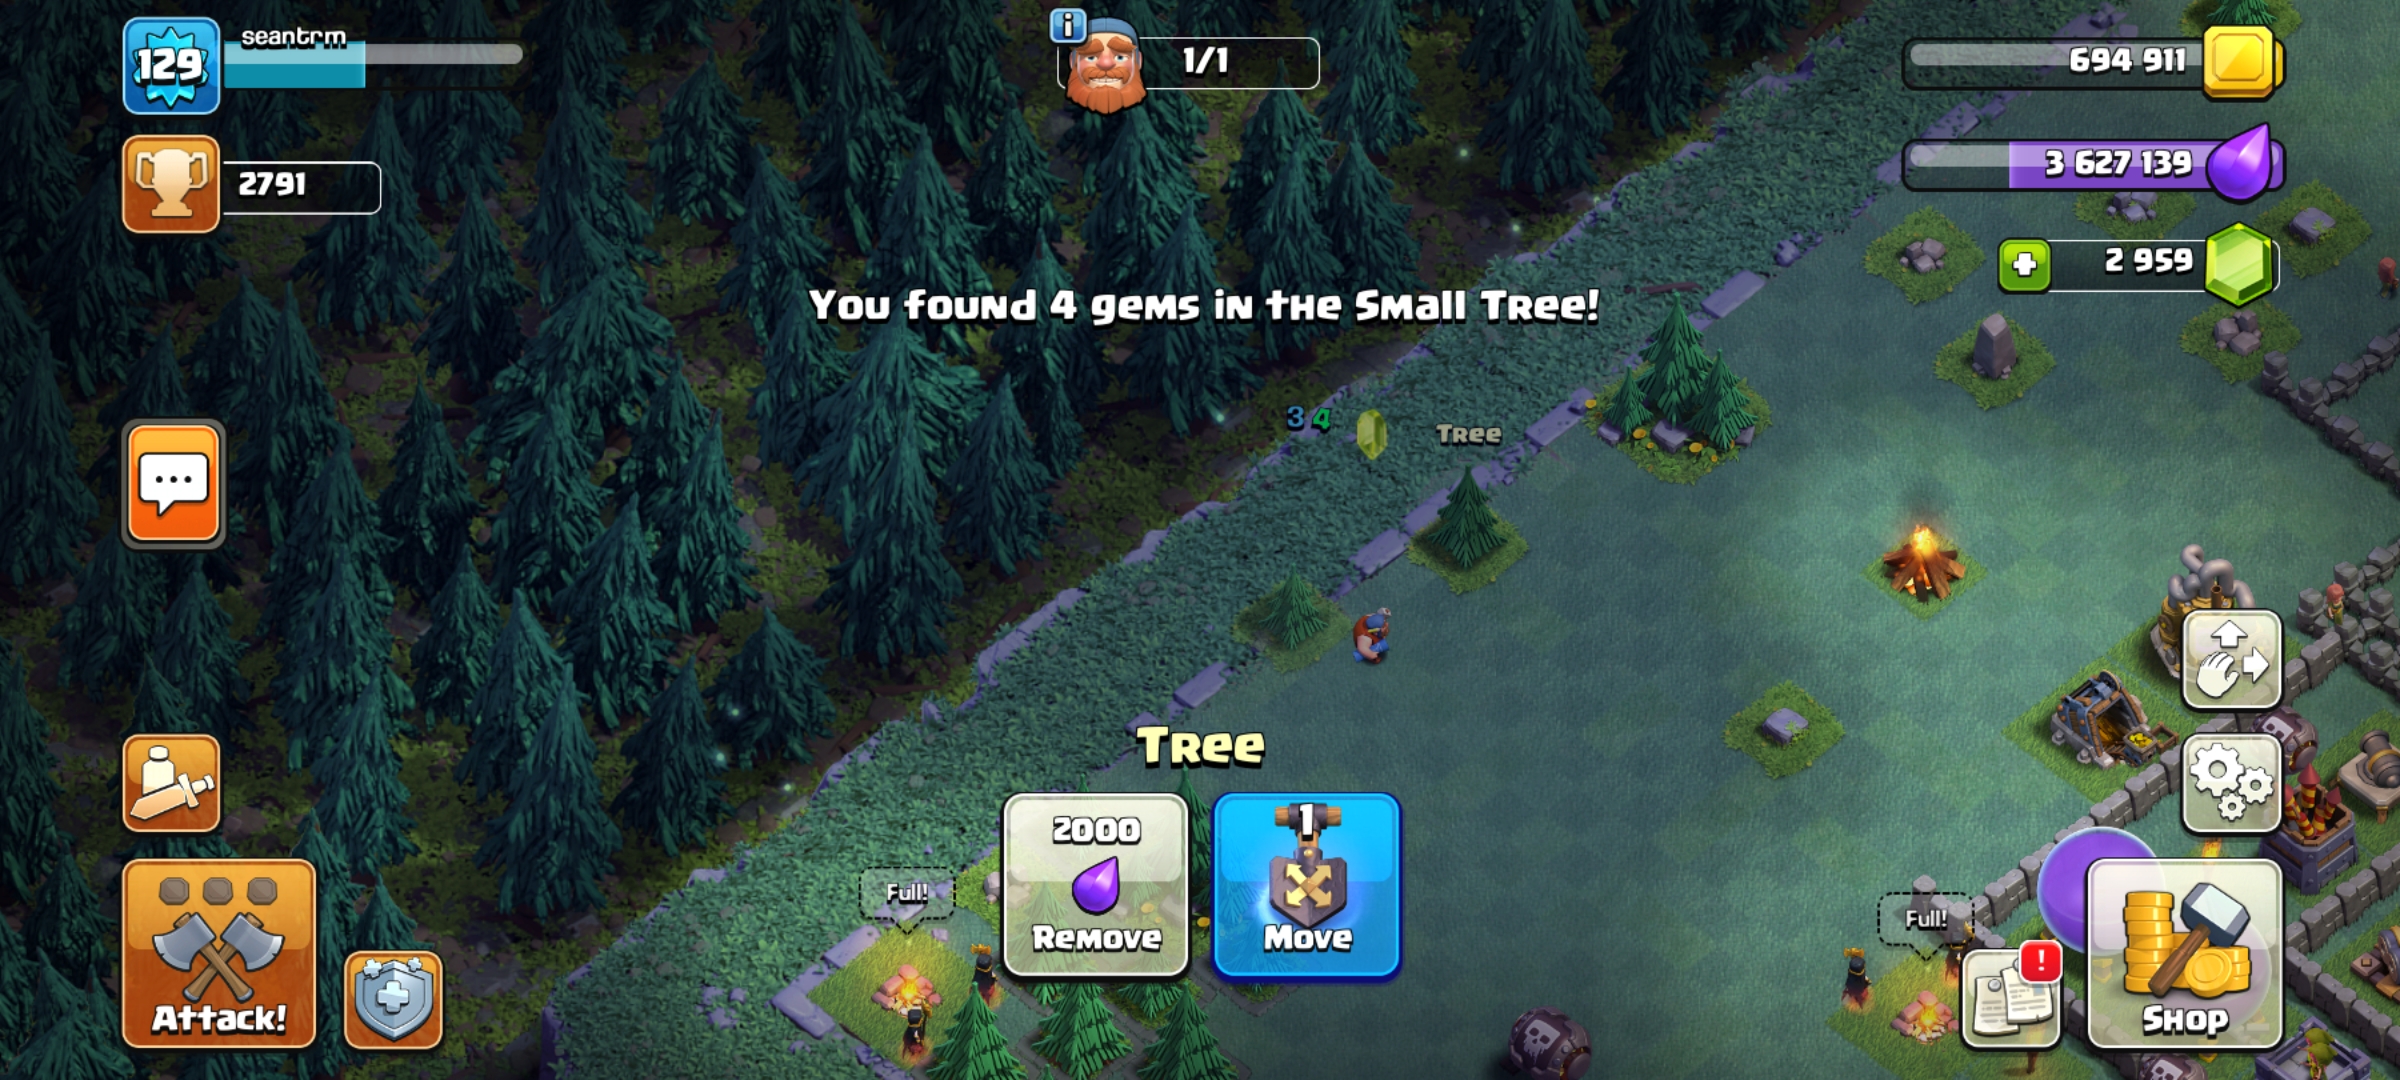 129
seantrm
1/1
694 911
2791
3 627 139
2 959
You found 4 gems in the Small Tree!
3 4
Tree
Tree
2000
Remove
1
Move
Full!
Full!
!
Attack!
Shop